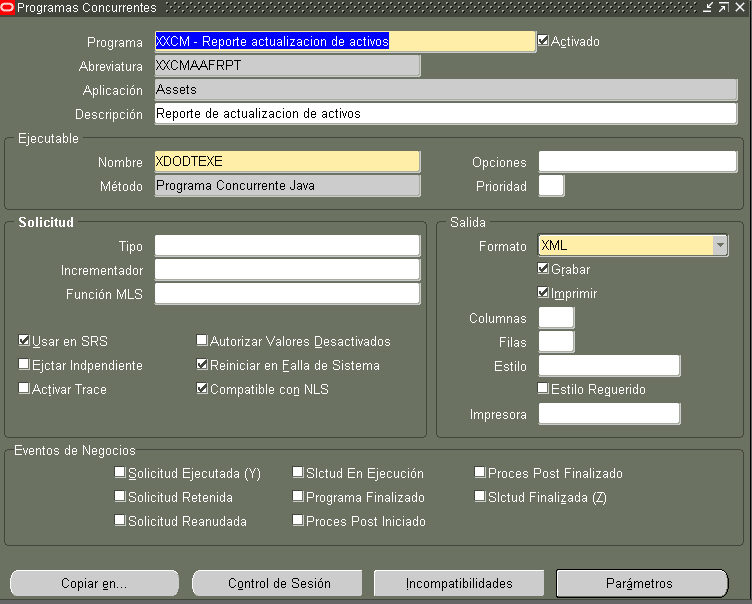 Programas Concurrentes
Programa XXCM - Reporte actualizacion de activos Activado
Abreviatura XXCMAAFRPT
Aplicación Assets
Descripción Reporte de actualizacion de activos
Ejecutable
Nombre XDODTEXE Opciones
Método Programa Concurrente Java Prioridad
Solicitud Salida
Tipo Formato XML
Incrementador Grabar
Función MLS Imprimir
Columnas
Usar en SRS Autorizar Valores Desactivados Filas
Ejctar Indpendiente Reiniciar en Falla de Sistema Estilo
Activar Trace Compatible con NLS Estilo Requerido
Impresora
Eventos de Negocios
Solicitud Ejecutada (Y) Slctud En Ejecución Proces Post Finalizado
Solicitud Retenida Programa Finalizado Slctud Finalizada (Z)
Solicitud Reanudada Proces Post Iniciado
Copiar en... Control de Sesión Incompatibilidades Parámetros